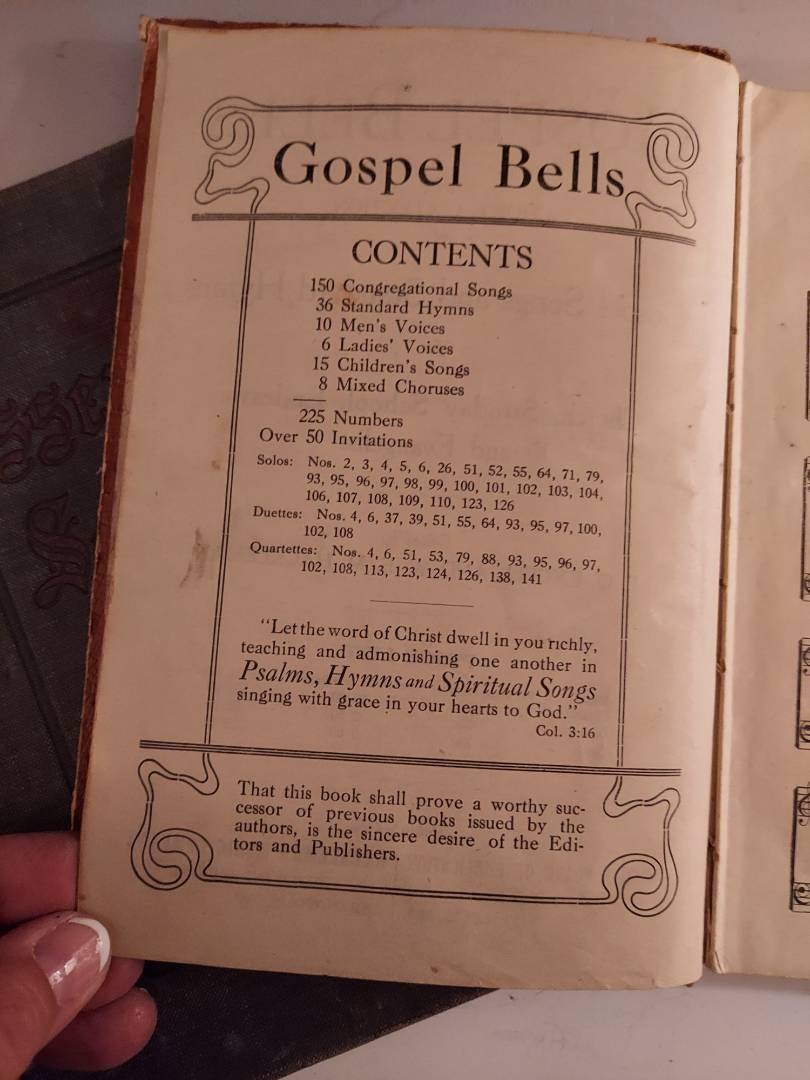 Gospel Bells
CONTENTS
150 Congregational Songs
36 Standard Hymns
10 Men's Voices
6 Ladies' Voices
15 Children's Songs
8 Mixed Choruses
225 Numbers
Over 50 Invitations
Solos: Nos. 2, 3, 4, 5, 6, 26, 51, 52, 55, 64, 71, 79,
93, 95, 96, 97, 98, 99, 100, 101, 102, 103, 104,
106, 107, 108, 109, 110, 123, 126
Duettes: Nos. 4, 6, 37, 39, 51, 55, 64, 93, 95, 97, 100,
102, 108
Quartettes: Nos. 4, 6, 51, 53, 79, 88, 93, 95, 96, 97,
102, 108, 113, 123, 124, 126, 138, 141
"Let the word of Christ dwell in you richly,
teaching and admonishing one another in
Psalms, Hymns and Spiritual Songs
singing with grace in your hearts to God."
Col. 3:16
That this book shall prove a worthy suc-
cessor of previous books issued by the
authors, is the sincere desire of the Edi-
tors and Publishers.